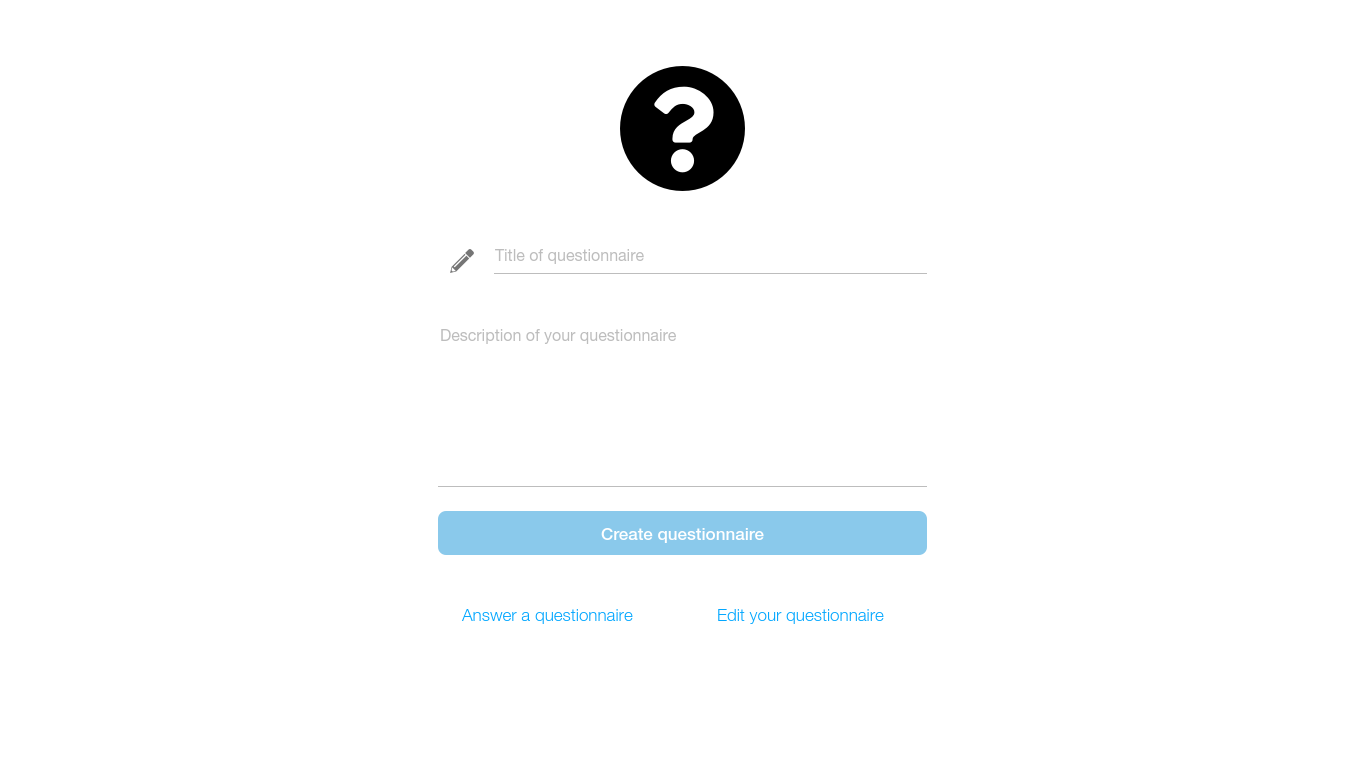 ?
Title of questionnaire
Description of your questionnaire
Create questionnaire
Answer a questionnaire
Edit your questionnaire